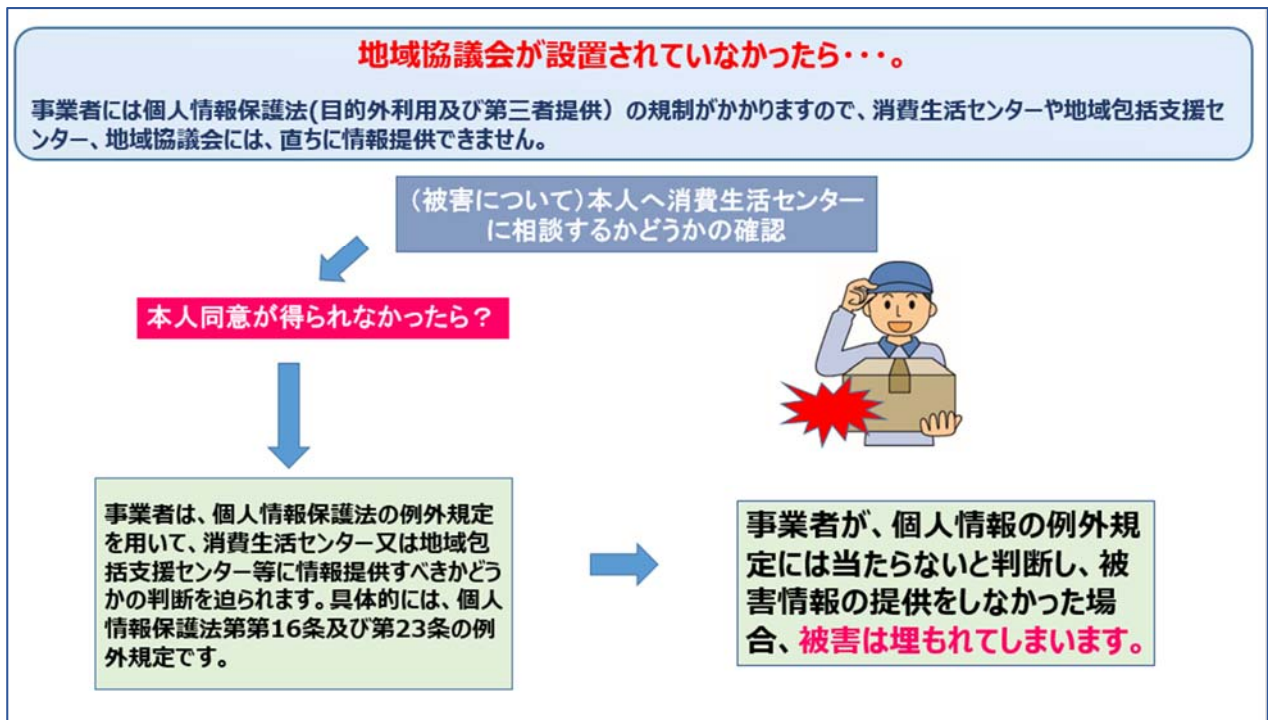 地域協議会が設置されていなかったら・・・。
事業者には個人情報保護法(目的外利用及び第三者提供）の規制がかかりますので、消費生活センターや地域包括支援セ
ンター、地域協議会には、直ちに情報提供できません。
（被害について）本人へ消費生活センター
に相談するかどうかの確認
本人同意が得られなかったら？
事業者は、個人情報保護法の例外規定
を用いて、消費生活センター又は地域包
括支援センター等に情報提供すべきかどう
かの判断を迫られます。具体的には、個人
情報保護法第第16条及び第23条の例
外規定です。
事業者が、個人情報の例外規
定には当たらないと判断し、被
害情報の提供をしなかった場
合、被害は埋もれてしまいます。